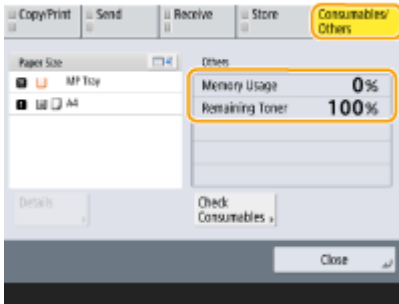 Copy/Print
Send
Receive
Store
Consumables/
Others
Paper Size
Others
MP Tray
A4
Memory Usage 0%
Remaining Toner 100%
Details
Check
Consumables
Close